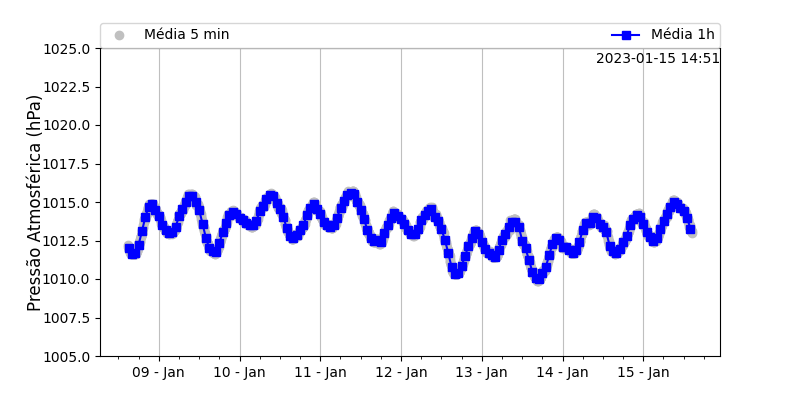 Média 5 min
Média 1h
2023-01-15 14:51
Pressão Atmosférica (hPa)
1025.0
1022.5
1020.0
1017.5
1015.0
1012.5
1010.0
1007.5
1005.0
09 - Jan
10 - Jan
11 - Jan
12 - Jan
13 - Jan
14 - Jan
15 - Jan